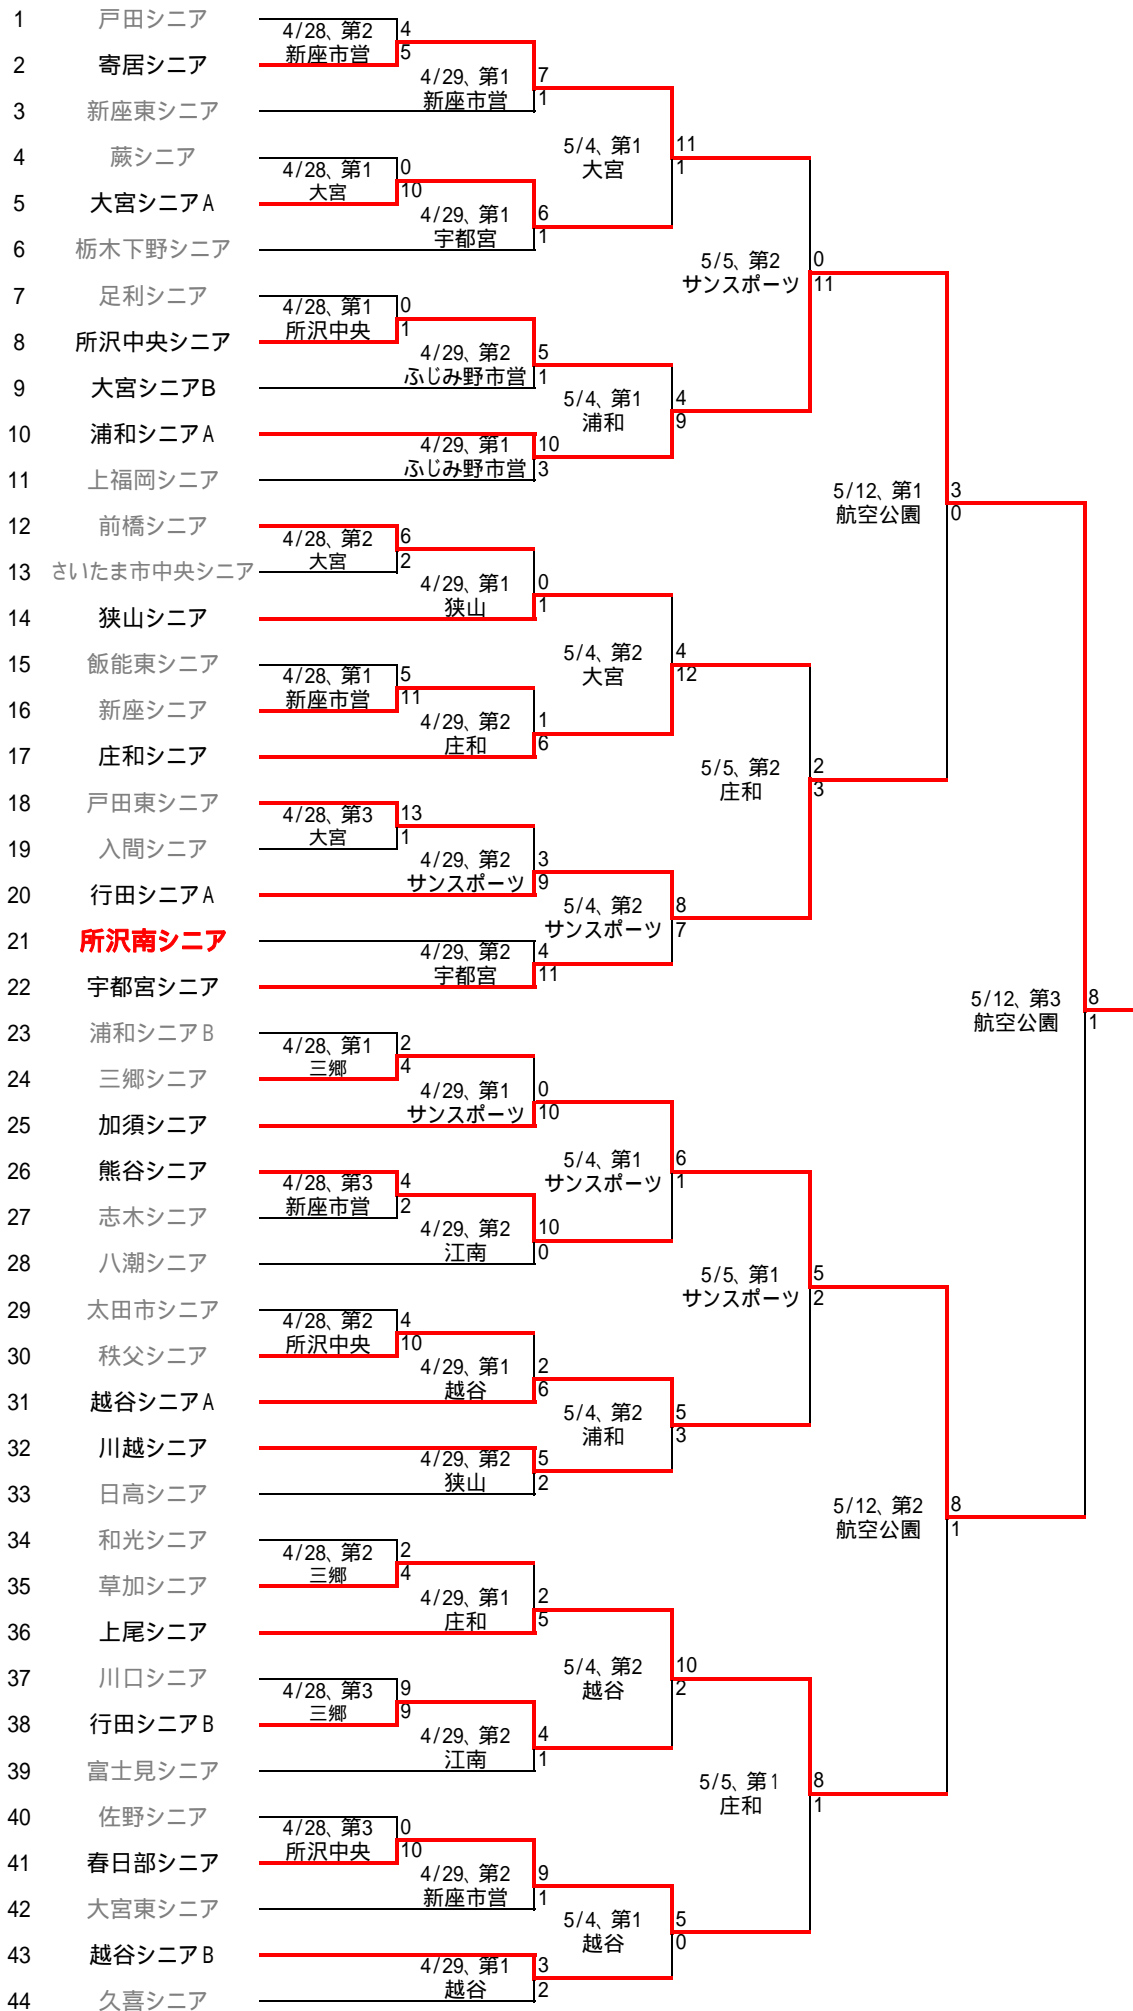 1 戸田シニア
4/28、第2 4
新座市営 5
2 寄居シニア
4/29、第1 7
新座市営 1
3 新座東シニア
5/4、第1 11
大宮 1
4 蕨シニア
4/28、第1 0
大宮 10
5 大宮シニアA
4/29、第1 6
宇都宮 1
6 栃木下野シニア
5/5、第2 0
サンスポーツ 11
7 足利シニア
4/28、第1 0
所沢中央 1
8 所沢中央シニア
4/29、第2 5
ふじみ野市営 1
9 大宮シニアB
5/4、第1 4
浦和 9
10 浦和シニアA
4/29、第1 10
ふじみ野市営 3
11 上福岡シニア
5/12、第1 3
航空公園 0
12 前橋シニア
4/28、第2 6
大宮 2
13 さいたま市中央シニア
4/29、第1 0
狭山 1
14 狭山シニア
5/4、第2 4
大宮 12
15 飯能東シニア
4/28、第1 5
新座市営 11
16 新座シニア
4/29、第2 1
庄和 6
17 庄和シニア
5/5、第2 2
庄和 3
18 戸田東シニア
4/28、第3 13
大宮 1
19 入間シニア
4/29、第2 3
サンスポーツ 9
20 行田シニアA
5/4、第2 8
サンスポーツ 7
21 所沢南シニア
4/29、第2 4
宇都宮 11
22 宇都宮シニア
5/12、第3 8
航空公園 1
23 浦和シニアB
4/28、第1 2
三郷 4
24 三郷シニア
4/29、第1 0
サンスポーツ 10
25 加須シニア
5/4、第1 6
サンスポーツ 1
26 熊谷シニア
4/28、第3 4
新座市営 2
27 志木シニア
4/29、第2 10
江南 0
28 八潮シニア
5/5、第1 5
サンスポーツ 2
29 太田市シニア
4/28、第2 4
所沢中央 10
30 秩父シニア
4/29、第1 2
越谷 6
31 越谷シニアA
5/4、第2 5
浦和 3
32 川越シニア
4/29、第2 5
狭山 2
33 日高シニア
5/12、第2 8
航空公園 1
34 和光シニア
4/28、第2 2
三郷 4
35 草加シニア
4/29、第1 2
庄和 5
36 上尾シニア
5/4、第2 10
越谷 2
37 川口シニア
4/28、第3 9
三郷 9
38 行田シニアB
4/29、第2 4
江南 1
39 富士見シニア
5/5、第1 8
庄和 1
40 佐野シニア
4/28、第3 0
所沢中央 10
41 春日部シニア
4/29、第2 9
新座市営 1
42 大宮東シニア
5/4、第1 5
越谷 0
43 越谷シニアB
4/29、第1 3
越谷 2
44 久喜シニア